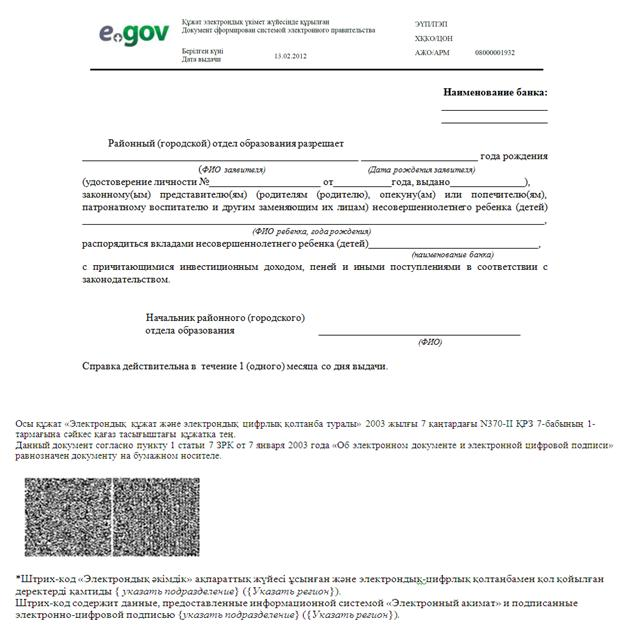 e.gov
Құжат электрондық үкімет жүйесінде құрылған
Документ сформирован системой электронного правительства
Берілген күні
Дата выдачи
13.02.2012
ЭҮП/ПЭП
ХҚКО/ЦОН
АЖО/АРМ 08000001932
Наименование банка:
Районный (городской) отдел образования разрешает
года рождения
(ФИО заявителя) (Дата рождения заявителя)
(удостоверение личности №____________ от__________года, выдано____________),
законному(ым) представителю(ям) (родителям (родителю), опекуну(ам) или попечителю(ям),
патронатному воспитателю и другим заменяющим их лицам) несовершеннолетнего ребенка (детей)
(ФИО ребенка, года рождения)
распорядиться вкладами несовершеннолетнего ребенка (детей)______________________________,
(наименование банка)
с причитающимися инвестиционным доходом, пеней и иными поступлениями в соответствии с
законодательством.
Начальник районного (городского)
отдела образования
(ФИО)
Справка действительна в течение 1 (одного) месяца со дня выдачи.
Осы құжат «Электрондық құжат және электрондық цифрлық қолтанба туралы» 2003 жылғы 7 қаңтардағы N370-II ҚРЗ 7-бабының 1-
тармағына сәйкес қағаз тасығыштағы құжатқа тең.
Данный документ согласно пункту 1 статьи 7 ЗРК от 7 января 2003 года «Об электронном документе и электронной цифровой подписи»
равнозначен документу на бумажном носителе.
*Штрих-код «Электрондық әкімдік» ақпараттық жүйесі ұсынған және электрондық-цифрлық қолтанбамен қол қойылған
деректерді қамтиды { указать подразделение} ({Указать регион}).
Штрих-код содержит данные, предоставленные информационной системой «Электронный акимат» и подписанные
электронно-цифровой подписью {указать подразделение} ({Указать регион}).